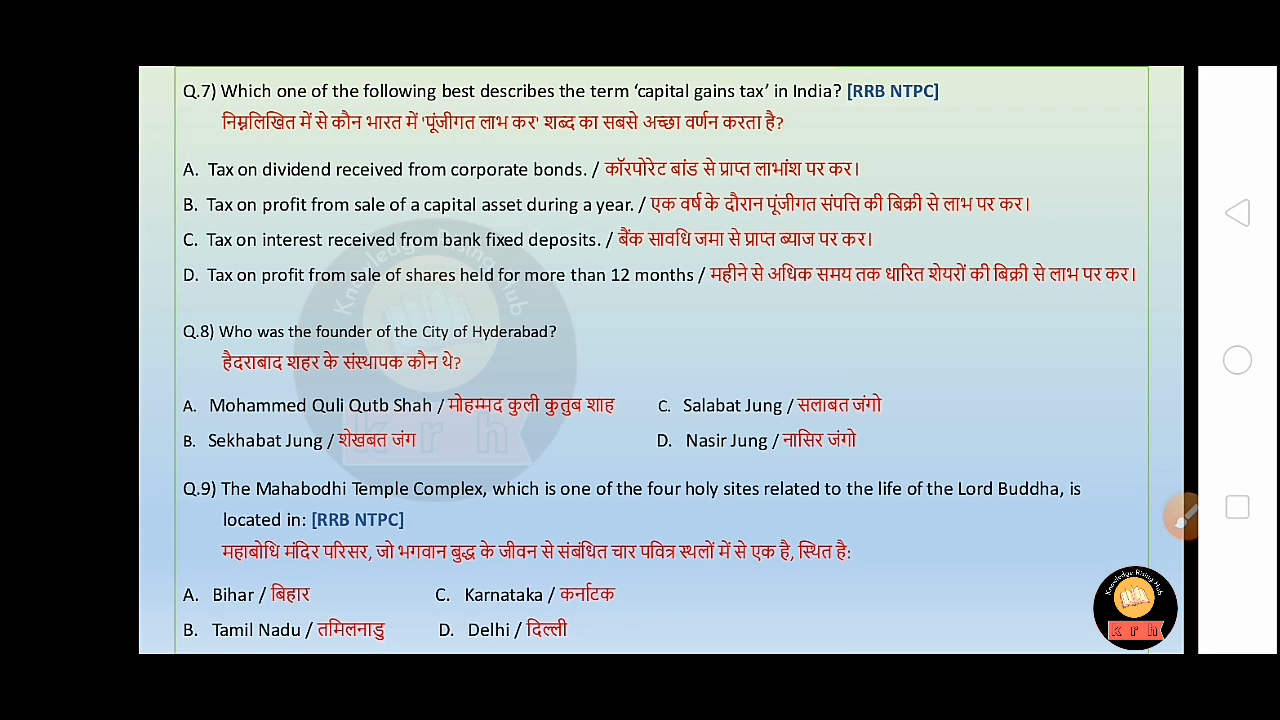 Q.7) Which one of the following best describes the term ‘capital gains tax’ in India? [RRB NTPC]
निम्नलिखित में से कौन भारत में 'पूंजीगत लाभ कर' शब्द का सबसे अच्छा वर्णन करता है?
A. Tax on dividend received from corporate bonds. / कॉरपोरेट बांड से प्राप्त लाभांश पर कर।
B. Tax on profit from sale of a capital asset during a year. / एक वर्ष के दौरान पूंजीगत संपत्ति की बिक्री से लाभ पर कर।
C. Tax on interest received from bank fixed deposits. / बैंक सावधि जमा से प्राप्त ब्याज पर कर।
D. Tax on profit from sale of shares held for more than 12 months / महीने से अधिक समय तक धारित शेयरों की बिक्री से लाभ पर कर।
Q.8) Who was the founder of the City of Hyderabad?
हैदराबाद शहर के संस्थापक कौन थे?
A. Mohammed Quli Qutb Shah / मोहम्मद कुली कुतुब शाह C. Salabat Jung / सलाबत जंगो
B. Sekhabat Jung / शेखबत जंग D. Nasir Jung / नासिर जंगो
Q.9) The Mahabodhi Temple Complex, which is one of the four holy sites related to the life of the Lord Buddha, is
located in: [RRB NTPC]
महाबोधि मंदिर परिसर, जो भगवान बुद्ध के जीवन से संबंधित चार पवित्र स्थलों में से एक है, स्थित है:
A. Bihar / बिहार C. Karnataka / कर्नाटक
B. Tamil Nadu / तमिलनाडु D. Delhi / दिल्ली
Knowledge Rising Hub
k r h
Knowledge Rising Hub
k r h